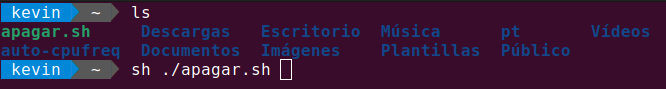 kevin ~ ls
apagar.sh Descargas Escritorio Música pt Vídeos
auto-cpufreq Documentos Imágenes Plantillas Público
kevin ~ sh ./apagar.sh